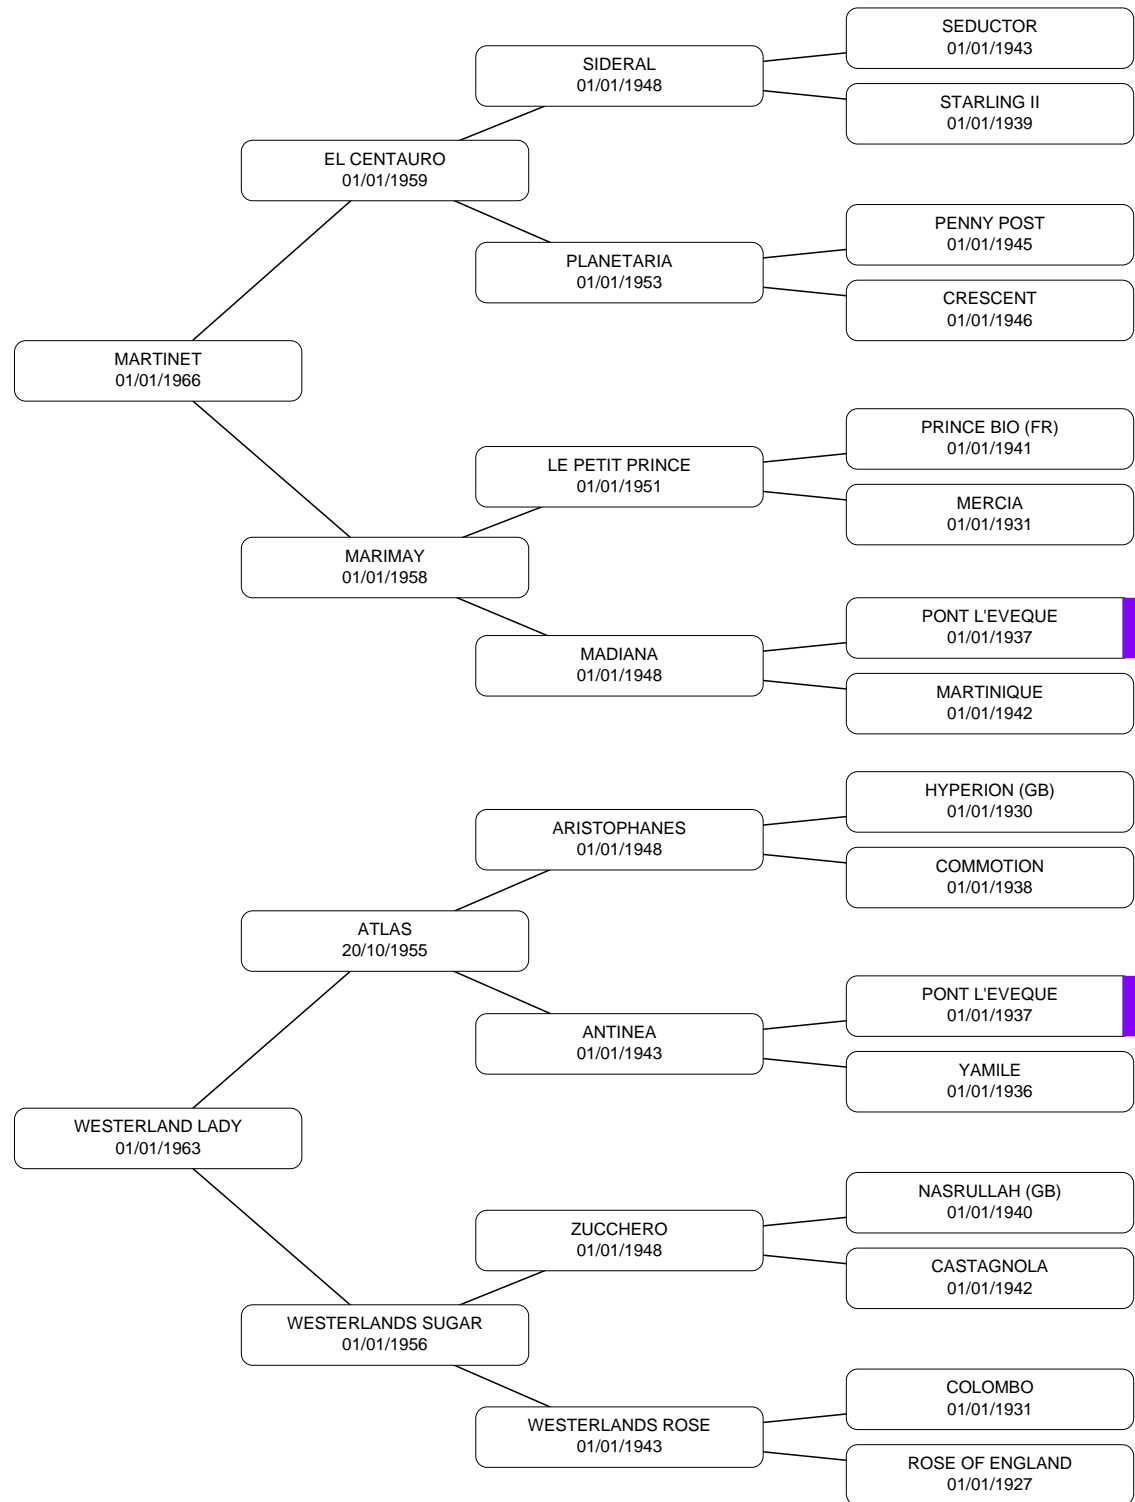 SEDUCTOR
01/01/1943
SIDERAL
01/01/1948
STARLING II
01/01/1939
EL CENTAURO
01/01/1959
PENNY POST
01/01/1945
PLANETARIA
01/01/1953
CRESCENT
01/01/1946
MARTINET
01/01/1966
PRINCE BIO (FR)
01/01/1941
LE PETIT PRINCE
01/01/1951
MERCIA
01/01/1931
MARIMAY
01/01/1958
PONT L'EVEQUE
01/01/1937
MADIANA
01/01/1948
MARTINIQUE
01/01/1942
HYPERION (GB)
01/01/1930
ARISTOPHANES
01/01/1948
COMMOTION
01/01/1938
ATLAS
20/10/1955
PONT L'EVEQUE
01/01/1937
ANTINEA
01/01/1943
YAMILE
01/01/1936
WESTERLAND LADY
01/01/1963
NASRULLAH (GB)
01/01/1940
ZUCCHERO
01/01/1948
CASTAGNOLA
01/01/1942
WESTERLANDS SUGAR
01/01/1956
COLOMBO
01/01/1931
WESTERLANDS ROSE
01/01/1943
ROSE OF ENGLAND
01/01/1927